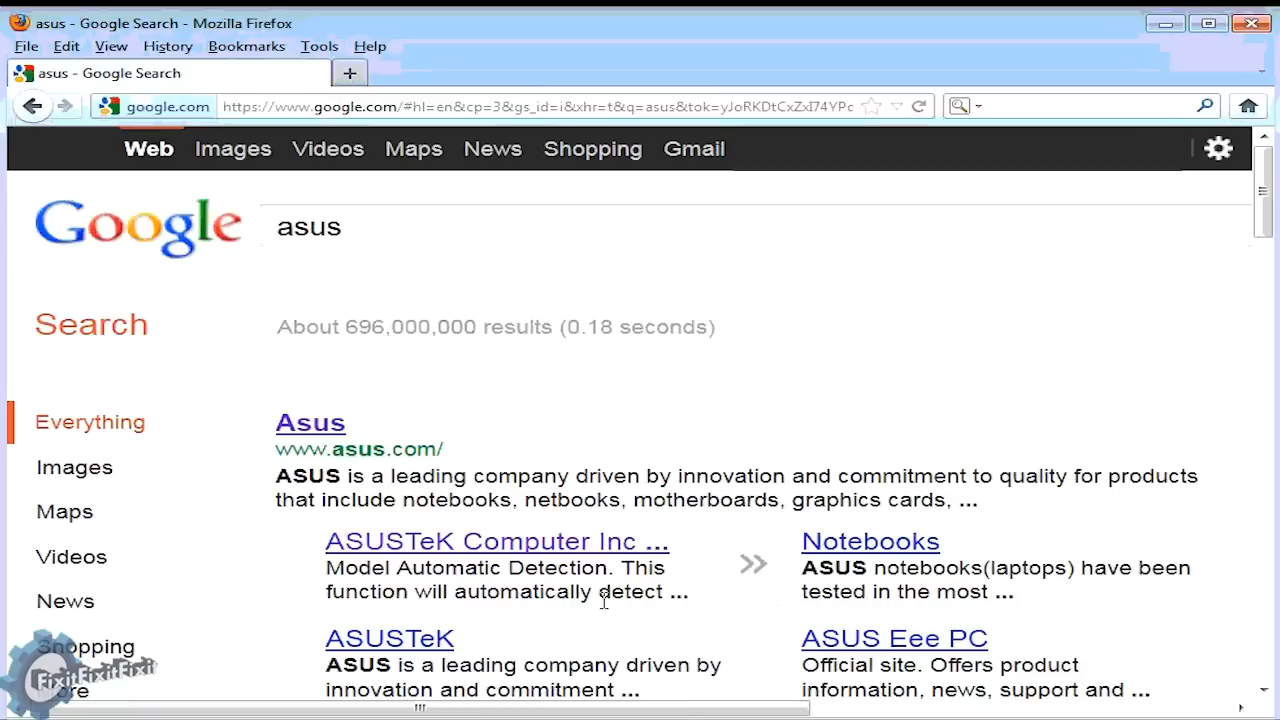 asus - Google Search - Mozilla Firefox
File Edit View History Bookmarks Tools Help
asus - Google Search
google.com https://www.google.com/#hl=en&cp=3&gs_id=i&xhr=t&q=asus&tok=yJoRKDtCxZxI74YPc
Web Images Videos Maps News Shopping Gmail
Google asus
Search About 696,000,000 results (0.18 seconds)
Everything
Images
Maps
Videos
News
Shopping
Asus
www.asus.com/
ASUS is a leading company driven by innovation and commitment to quality for products
that include notebooks, netbooks, motherboards, graphics cards, ...
ASUSTeK Computer Inc ...
Model Automatic Detection. This
function will automatically detect ...
Notebooks
ASUS notebooks(laptops) have been
tested in the most ...
ASUSTeK
ASUS is a leading company driven by
innovation and commitment ...
ASUS Eee PC
Official site. Offers product
information, news, support and ...
FixitFixitFixit